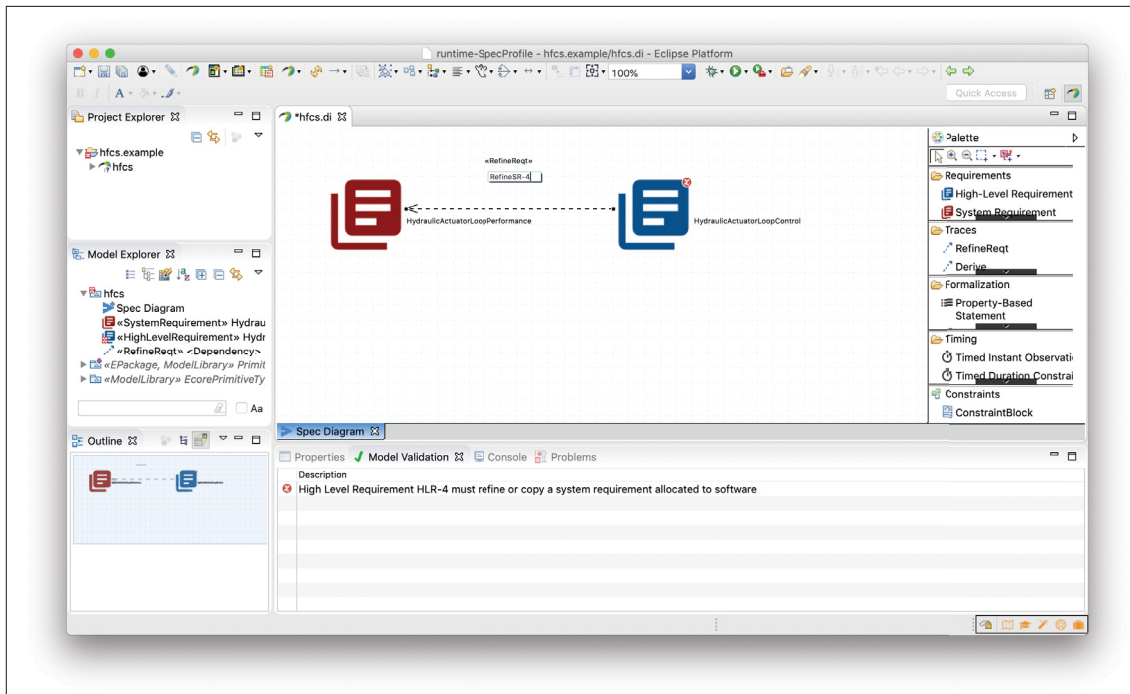 runtime-SpecProfile - hfcs.example/hfcs.di - Eclipse Platform
100%
B I A
Quick Access
Project Explorer
hfcs.example
hfcs
Model Explorer
hfcs
Spec Diagram
«SystemRequirement» Hydrau
«HighLevelRequirement» Hydr
«RefineReqt» <Dependency>
«EPackage, ModelLibrary» Primit
«ModelLibrary» EcorePrimitiveTy
Aa
Outline
*hfcs.di
«RefineReqt»
RefineSR-4
HydraulicActuatorLoopPerformance
HydraulicActuatorLoopControl
Palette
Requirements
High-Level Requirement
System Requirement
Traces
RefineReqt
Derive
Formalization
Property-Based
Statement
Timing
Timed Instant Observati
Timed Duration Constrai
Constraints
ConstraintBlock
Spec Diagram
Properties Model Validation Console Problems
Description
High Level Requirement HLR-4 must refine or copy a system requirement allocated to software